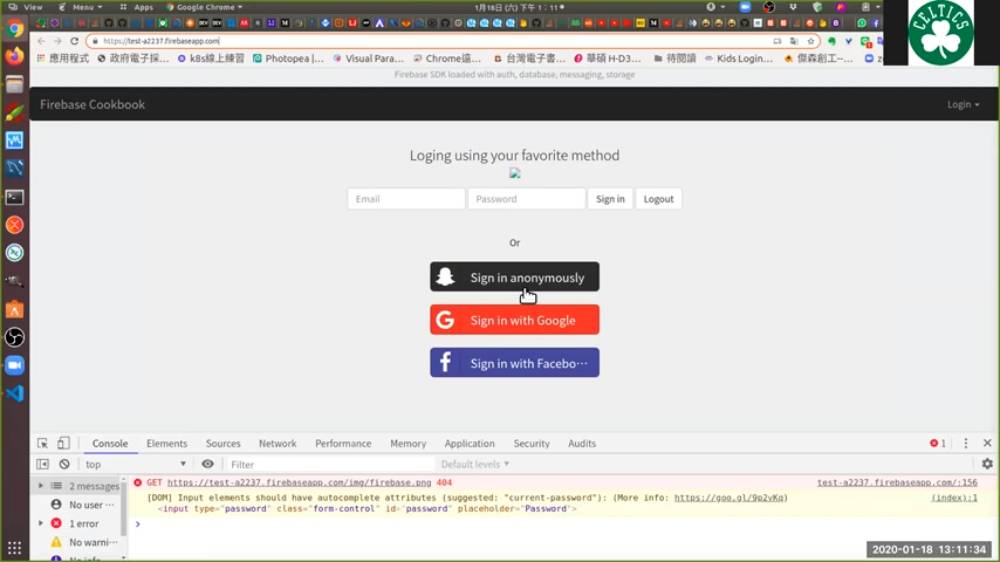 View Menu Apps Google Chrome 1月18日 (六) 下午 1:11
https://test-a2237.firebaseapp.com
應用程式 政府電子採… k8s線上練習 Photopea |… Visual Para… Chrome遠… 台灣電子書… 華碩 H-D3… 待閱讀 Kids Login… 傑森創工–…
Firebase SDK loaded with auth, database, messaging, storage
CELTICS
Firebase Cookbook Login
Loging using your favorite method
Email Password Sign in Logout
Or
Sign in anonymously
Sign in with Google
Sign in with Facebo…
Console Elements Sources Network Performance Memory Application Security Audits 1
top Filter Default levels
2 messages GET https://test-a2237.firebaseapp.com/img/firebase.png 404 test-a2237.firebaseapp.com/:156
[DOM] Input elements should have autocomplete attributes (suggested: "current-password"): (More info: https://goo.gl/9p2vKq) (index):1
No user … <input type="password" class="form-control" id="password" placeholder="Password">
1 error
No warni…
No info
2020-01-18 13:11:34